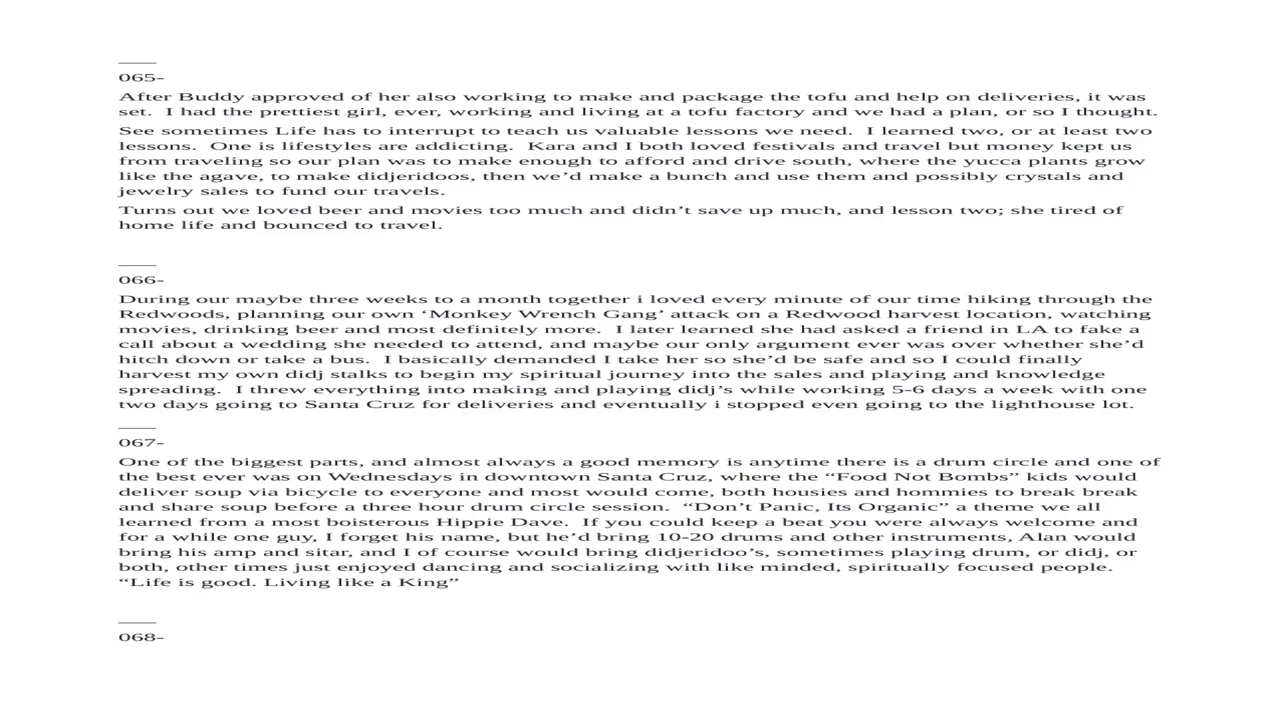 065-
After Buddy approved of her also working to make and package the tofu and help on deliveries, it was
set.  I had the prettiest girl, ever, working and living at a tofu factory and we had a plan, or so I thought.
See sometimes Life has to interrupt to teach us valuable lessons we need.  I learned two, or at least two
lessons.  One is lifestyles are addicting.  Kara and I both loved festivals and travel but money kept us
from traveling so our plan was to make enough to afford and drive south, where the yucca plants grow
like the agave, to make didjeridoos, then we’d make a bunch and use them and possibly crystals and
jewelry sales to fund our travels.
Turns out we loved beer and movies too much and didn’t save up much, and lesson two; she tired of
home life and bounced to travel.
066-
During our maybe three weeks to a month together i loved every minute of our time hiking through the
Redwoods, planning our own ‘Monkey Wrench Gang’ attack on a Redwood harvest location, watching
movies, drinking beer and most definitely more.  I later learned she had asked a friend in LA to fake a
call about a wedding she needed to attend, and maybe our only argument ever was over whether she’d
hitch down or take a bus.  I basically demanded I take her so she’d be safe and so I could finally
harvest my own didj stalks to begin my spiritual journey into the sales and playing and knowledge
spreading.  I threw everything into making and playing didj’s while working 5-6 days a week with one
two days going to Santa Cruz for deliveries and eventually i stopped even going to the lighthouse lot.
067-
One of the biggest parts, and almost always a good memory is anytime there is a drum circle and one of
the best ever was on Wednesdays in downtown Santa Cruz, where the “Food Not Bombs” kids would
deliver soup via bicycle to everyone and most would come, both housies and hommies to break break
and share soup before a three hour drum circle session.  “Don’t Panic, Its Organic” a theme we all
learned from a most boisterous Hippie Dave.  If you could keep a beat you were always welcome and
for a while one guy, I forget his name, but he’d bring 10-20 drums and other instruments, Alan would
bring his amp and sitar, and I of course would bring didjeridoo’s, sometimes playing drum, or didj, or
both, other times just enjoyed dancing and socializing with like minded, spiritually focused people.
“Life is good. Living like a King”
068-